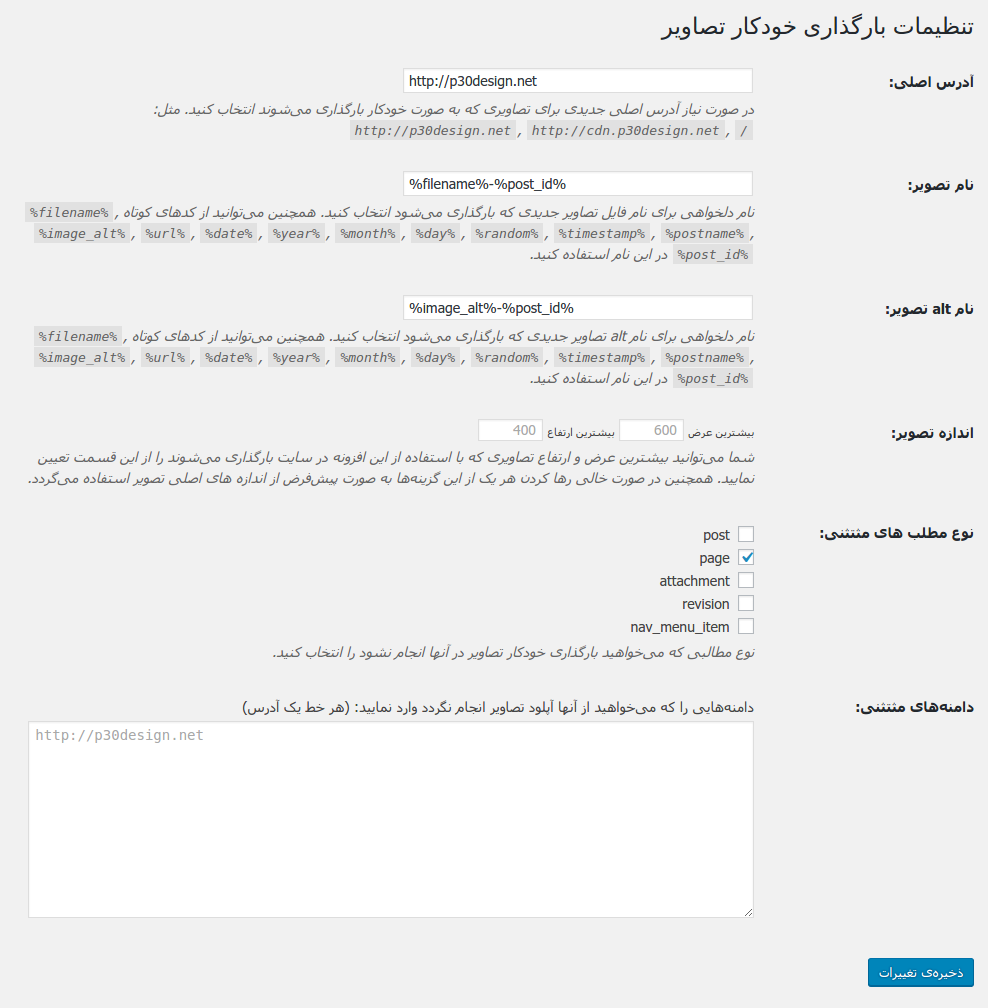 تنظیمات بارگذاری خودکار تصاویر
آدرس اصلی:
http://p30design.net
در صورت نیاز آدرس اصلی جدیدی برای تصاویری که به صورت خودکار بارگذاری می‌شوند انتخاب کنید. مثل:
/ , http://cdn.p30design.net , http://p30design.net
نام تصویر:
%filename%-%post_id%
نام دلخواهی برای نام فایل تصاویر جدیدی که بارگذاری می‌شود انتخاب کنید. همچنین می‌توانید از کدهای کوتاه %filename% ,
%image_alt% , %url% , %date% , %year% , %month% , %day% , %random% , %timestamp% , %postname% ,
%post_id% در این نام استفاده کنید.
نام alt تصویر:
%image_alt%-%post_id%
نام دلخواهی برای نام alt تصاویر جدیدی که بارگذاری می‌شود انتخاب کنید. همچنین می‌توانید از کدهای کوتاه %filename% ,
%image_alt% , %url% , %date% , %year% , %month% , %day% , %random% , %timestamp% , %postname% ,
%post_id% در این نام استفاده کنید.
اندازه تصویر:
بیشترین عرض 600 بیشترین ارتفاع 400
شما می‌توانید بیشترین عرض و ارتفاع تصاویری که با استفاده از این افزونه در سایت بارگذاری می‌شوند را از این قسمت تعیین
نمایید. همچنین در صورت خالی رها کردن هر یک از این گزینه‌ها به صورت پیش‌فرض از اندازه های اصلی تصویر استفاده می‌گردد.
نوع مطلب های مثتثنی:
post
page
attachment
revision
nav_menu_item
نوع مطالبی که می‌خواهید بارگذاری خودکار تصاویر در آنها انجام نشود را انتخاب کنید.
دامنه‌های مثتثنی:
دامنه‌هایی را که می‌خواهید از آنها آپلود تصاویر انجام نگردد وارد نمایید: (هر خط یک آدرس)
http://p30design.net
ذخیره‌ی تغییرات